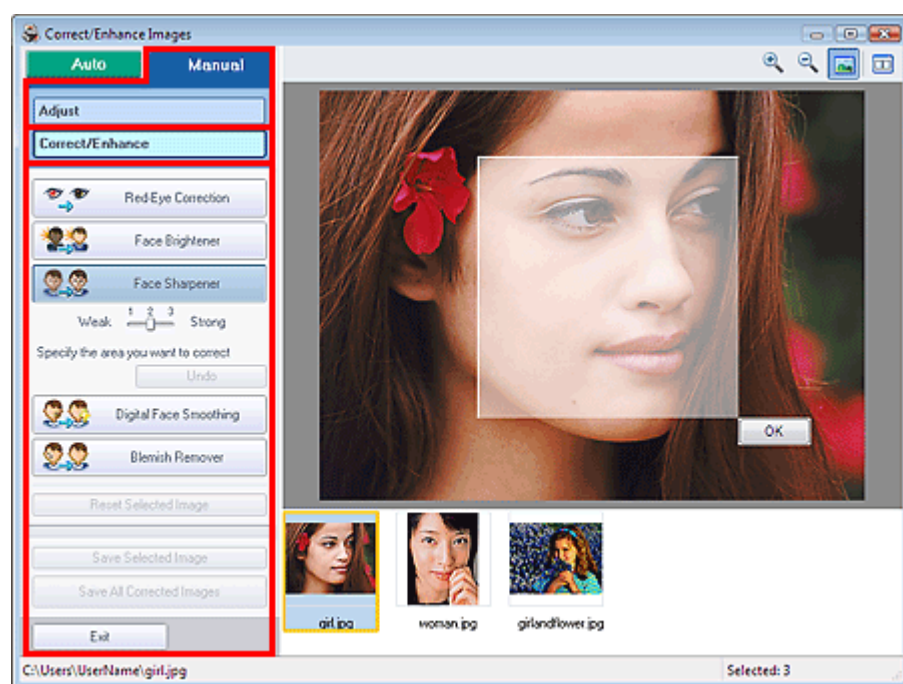 Correct/Enhance Images
Auto
Manual
Adjust
Correct/Enhance
Red-Eye Correction
Face Brightener
Face Sharpener
1 2 3
Weak Strong
Specify the area you want to correct
Undo
Digital Face Smoothing
Blemish Remover
Reset Selected Image
Save Selected Image
Save All Corrected Images
Exit
OK
girl.jpg
woman.jpg
girlandflower.jpg
C:\Users\UserName\girl.jpg
Selected: 3